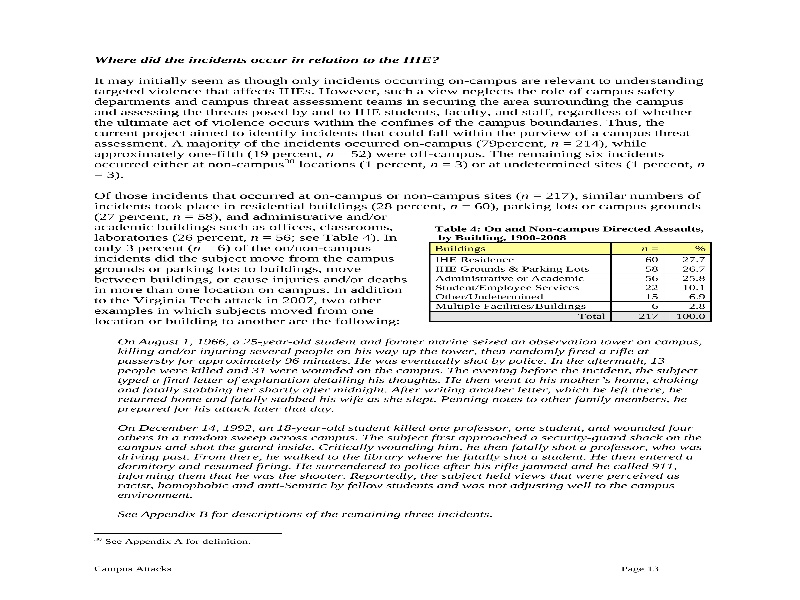 Where did the incidents occur in relation to the IHE?
It may initially seem as though only incidents occurring on-campus are relevant to understanding
targeted violence that affects IHEs. However, such a view neglects the role of campus safety
departments and campus threat assessment teams in securing the area surrounding the campus
and assessing the threats posed by and to IHE students, faculty, and staff, regardless of whether
the ultimate act of violence occurs within the confines of the campus boundaries. Thus, the
current project aimed to identify incidents that could fall within the purview of a campus threat
assessment. A majority of the incidents occurred on-campus (79percent, n = 214), while
approximately one-fifth (19 percent, n = 52) were off-campus. The remaining six incidents
occurred either at non-campus30 locations (1 percent, n = 3) or at undetermined sites (1 percent, n
= 3).
Of those incidents that occurred at on-campus or non-campus sites (n = 217), similar numbers of
incidents took place in residential buildings (28 percent, n = 60), parking lots or campus grounds
(27 percent, n = 58), and administrative and/or
academic buildings such as offices, classrooms,
laboratories (26 percent, n = 56; see Table 4). In
only 3 percent (n = 6) of the on/non-campus
incidents did the subject move from the campus
grounds or parking lots to buildings, move
between buildings, or cause injuries and/or deaths
in more than one location on campus. In addition
to the Virginia Tech attack in 2007, two other
examples in which subjects moved from one
location or building to another are the following:
Table 4: On and Non-campus Directed Assaults,
by Building, 1900-2008
Buildings n = %
IHE Residence 60 27.7
IHE Grounds & Parking Lots 58 26.7
Administrative or Academic 56 25.8
Student/Employee Services 22 10.1
Other/Undetermined 15 6.9
Multiple Facilities/Buildings 6 2.8
Total 217 100.0
On August 1, 1966, a 25-year-old student and former marine seized an observation tower on campus,
killing and/or injuring several people on his way up the tower, then randomly fired a rifle at
passersby for approximately 96 minutes. He was eventually shot by police. In the aftermath, 13
people were killed and 31 were wounded on the campus. The evening before the incident, the subject
typed a final letter of explanation detailing his thoughts. He then went to his mother's home, choking
and fatally stabbing her shortly after midnight. After writing another letter, which he left there, he
returned home and fatally stabbed his wife as she slept. Penning notes to other family members, he
prepared for his attack later that day.
On December 14, 1992, an 18-year-old student killed one professor, one student, and wounded four
others in a random sweep across campus. The subject first approached a security-guard shack on the
campus and shot the guard inside. Critically wounding him, he then fatally shot a professor, who was
driving past. From there, he walked to the library where he fatally shot a student. He then entered a
dormitory and resumed firing. He surrendered to police after his rifle jammed and he called 911,
informing them that he was the shooter. Reportedly, the subject held views that were perceived as
racist, homophobic and anti-Semitic by fellow students and was not adjusting well to the campus
environment.
See Appendix B for descriptions of the remaining three incidents.
30 See Appendix A for definition.
Campus Attacks Page 13